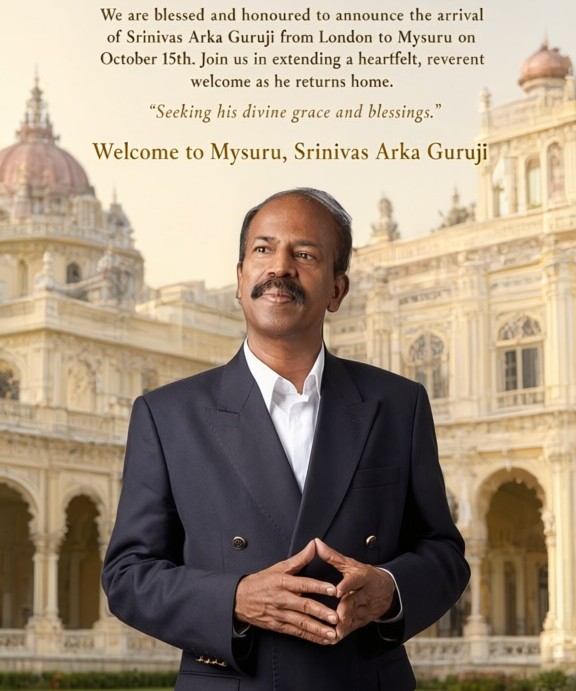 We are blessed and honoured to announce the arrival
of Srinivas Arka Guruji from London to Mysuru on
October 15th. Join us in extending a heartfelt, reverent
welcome as he returns home.
“Seeking his divine grace and blessings.”
Welcome to Mysuru, Srinivas Arka Guruji